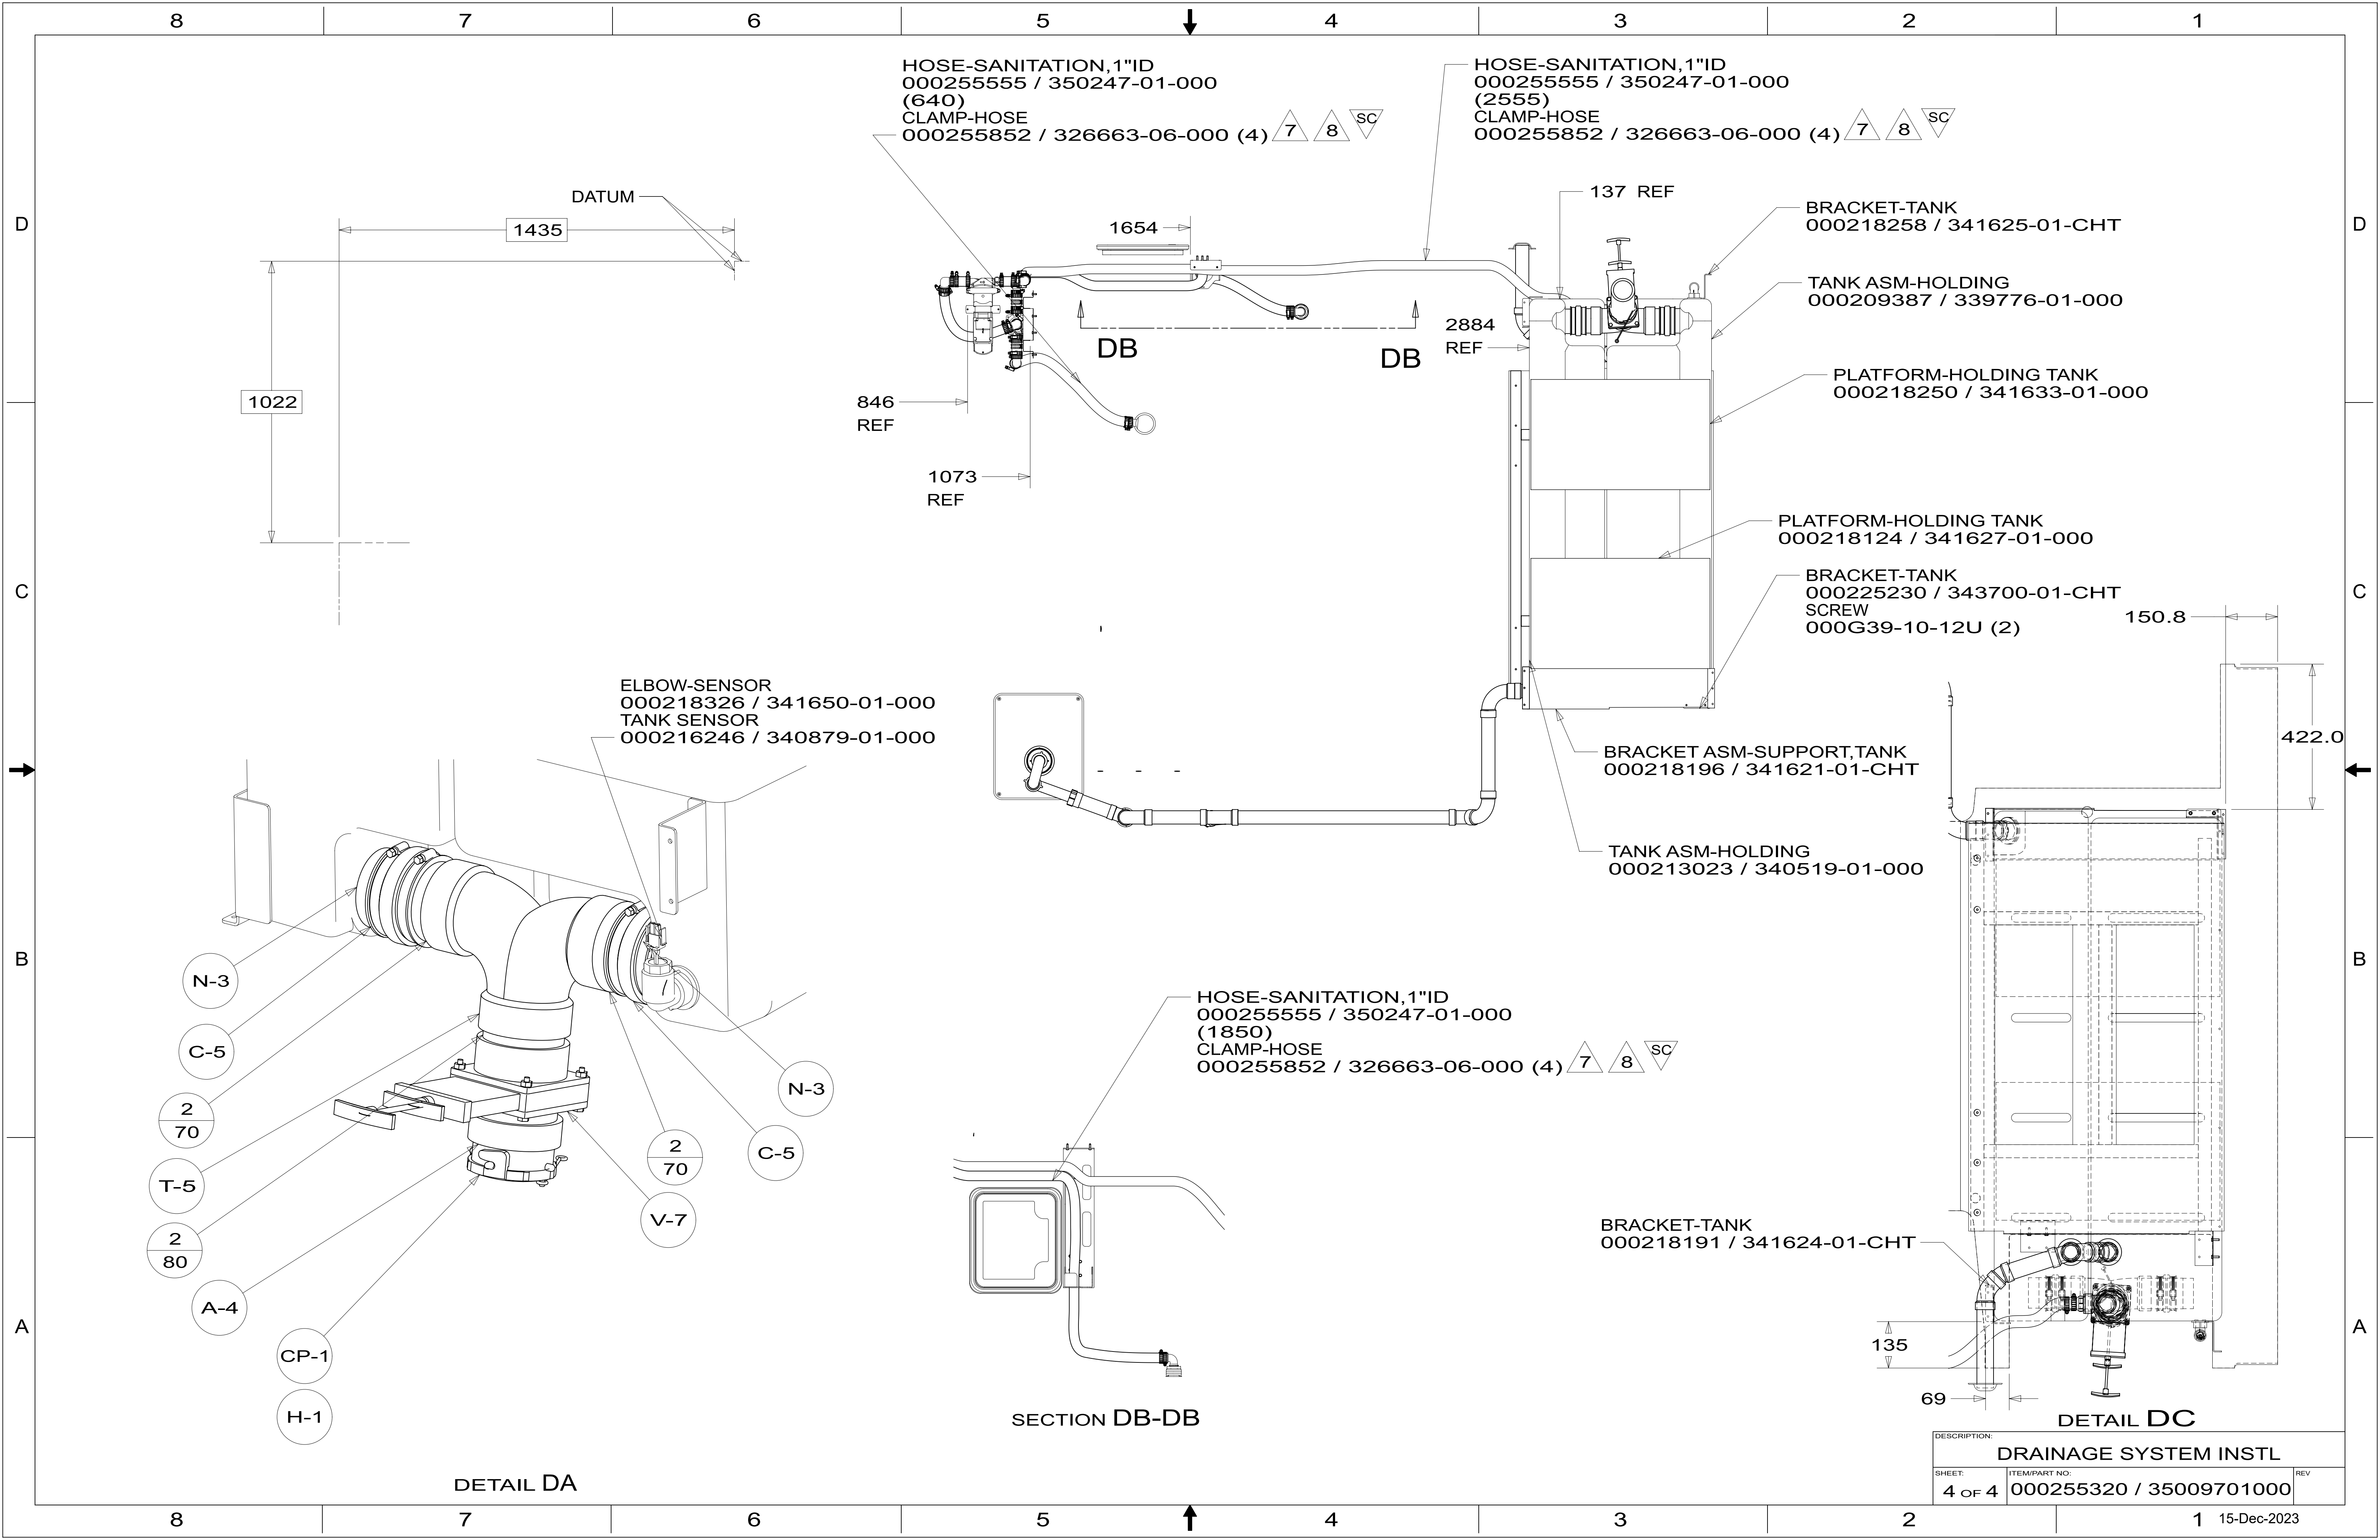 8 7 6 5 4 3 2 1
HOSE-SANITATION,1"ID
000255555 / 350247-01-000
(640)
CLAMP-HOSE
000255852 / 326663-06-000 (4) 7 8 SC
HOSE-SANITATION,1"ID
000255555 / 350247-01-000
(2555)
CLAMP-HOSE
000255852 / 326663-06-000 (4) 7 8 SC
D
D
DATUM
1435
1022
1654
137 REF
BRACKET-TANK
000218258 / 341625-01-CHT
TANK ASM-HOLDING
000209387 / 339776-01-000
DB
DB
2884
REF
846
REF
1073
REF
PLATFORM-HOLDING TANK
000218250 / 341633-01-000
PLATFORM-HOLDING TANK
000218124 / 341627-01-000
C
C
BRACKET-TANK
000225230 / 343700-01-CHT
SCREW
000G39-10-12U (2)
150.8
422.0
ELBOW-SENSOR
000218326 / 341650-01-000
TANK SENSOR
000216246 / 340879-01-000
BRACKET ASM-SUPPORT,TANK
000218196 / 341621-01-CHT
TANK ASM-HOLDING
000213023 / 340519-01-000
B
B
N-3
C-5
2
70
T-5
2
80
A-4
CP-1
H-1
N-3
C-5
2
70
V-7
DETAIL DA
HOSE-SANITATION,1"ID
000255555 / 350247-01-000
(1850)
CLAMP-HOSE
000255852 / 326663-06-000 (4) 7 8 SC
SECTION DB-DB
BRACKET-TANK
000218191 / 341624-01-CHT
A
A
135
69
DETAIL DC
DESCRIPTION:
DRAINAGE SYSTEM INSTL
SHEET:
4 OF 4
ITEM/PART NO:
000255320 / 35009701000
REV
8 7 6 5 4 3 2 1
15-Dec-2023